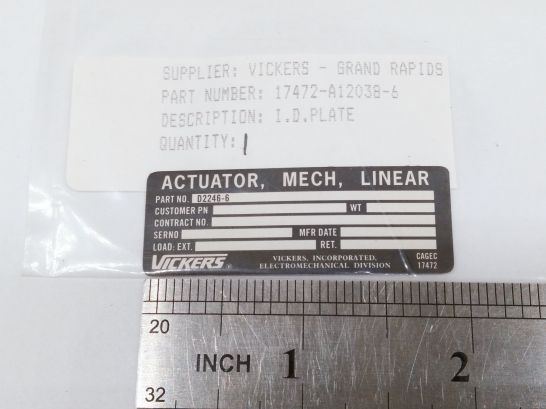 SUPPLIER: VICKERS - GRAND RAPIDS
PART NUMBER: 17472-A12038-6
DESCRIPTION: I.D.PLATE
QUANTITY: 1
ACTUATOR, MECH, LINEAR
PART NO. D2246-6
CUSTOMER PN WT
CONTRACT NO.
SERNO MFR DATE
LOAD: EXT. RET.
VICKERS VICKERS, INCORPORATED. ELECTROMECHANICAL DIVISION CAGEC 17472
20
INCH 1 2
32